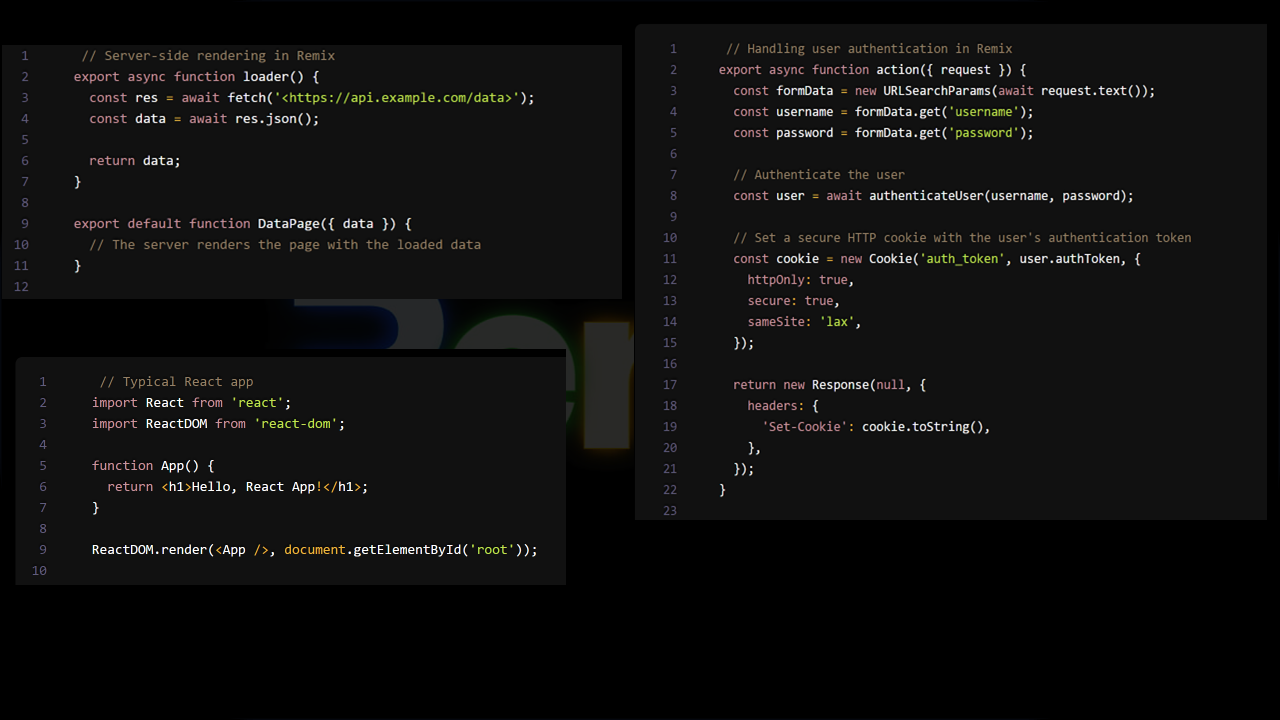 1 // Server-side rendering in Remix
2 export async function loader() {
3 const res = await fetch('<https://api.example.com/data>');
4 const data = await res.json();
5
6 return data;
7 }
8
9 export default function DataPage({ data }) {
10 // The server renders the page with the loaded data
11 }
12
1 // Typical React app
2 import React from 'react';
3 import ReactDOM from 'react-dom';
4
5 function App() {
6 return <h1>Hello, React App!</h1>;
7 }
8
9 ReactDOM.render(<App />, document.getElementById('root'));
10
1 // Handling user authentication in Remix
2 export async function action({ request }) {
3 const formData = new URLSearchParams(await request.text());
4 const username = formData.get('username');
5 const password = formData.get('password');
6
7 // Authenticate the user
8 const user = await authenticateUser(username, password);
9
10 // Set a secure HTTP cookie with the user's authentication token
11 const cookie = new Cookie('auth_token', user.authToken, {
12 httpOnly: true,
13 secure: true,
14 sameSite: 'lax',
15 });
16
17 return new Response(null, {
18 headers: {
19 'Set-Cookie': cookie.toString(),
20 },
21 });
22 }
23